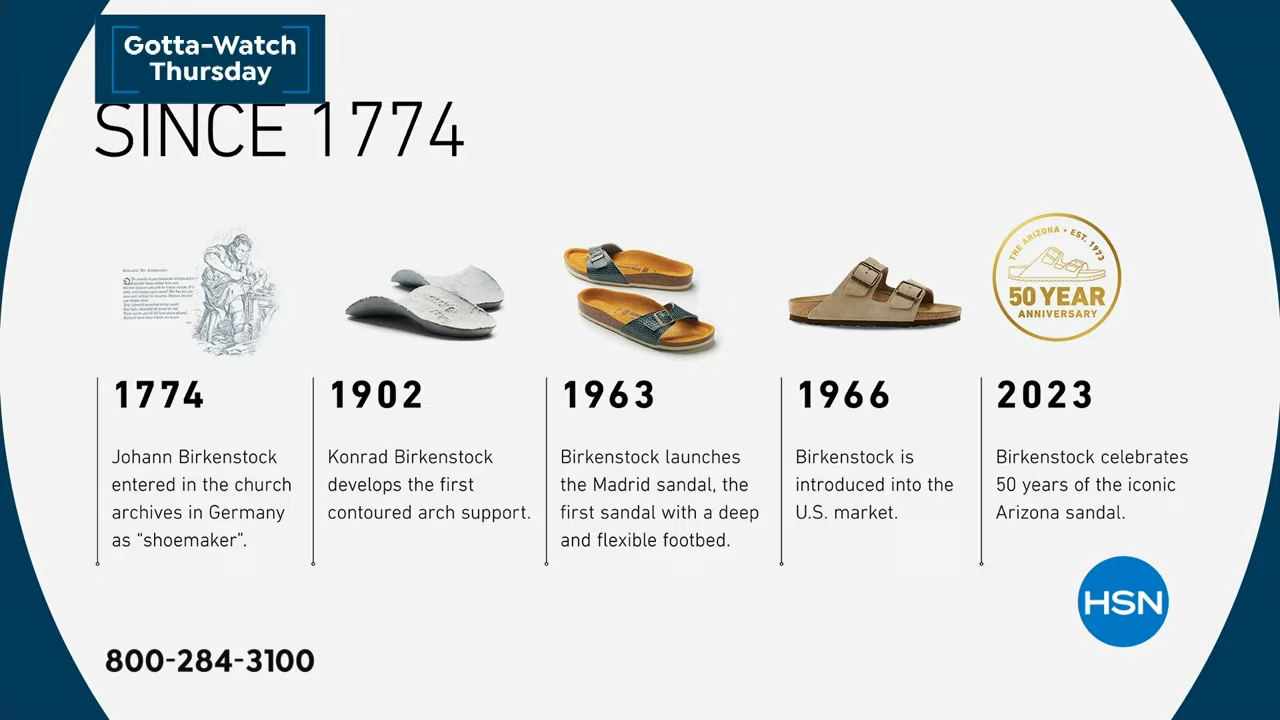 Gotta-Watch
Thursday
SINCE 1774
THE ARIZONA • EST. 1973
50 YEAR
ANNIVERSARY
1774
Johann Birkenstock
entered in the church
archives in Germany
as “shoemaker”.
1902
Konrad Birkenstock
develops the first
contoured arch support.
1963
Birkenstock launches
the Madrid sandal, the
first sandal with a deep
and flexible footbed.
1966
Birkenstock is
introduced into the
U.S. market.
2023
Birkenstock celebrates
50 years of the iconic
Arizona sandal.
HSN
800-284-3100